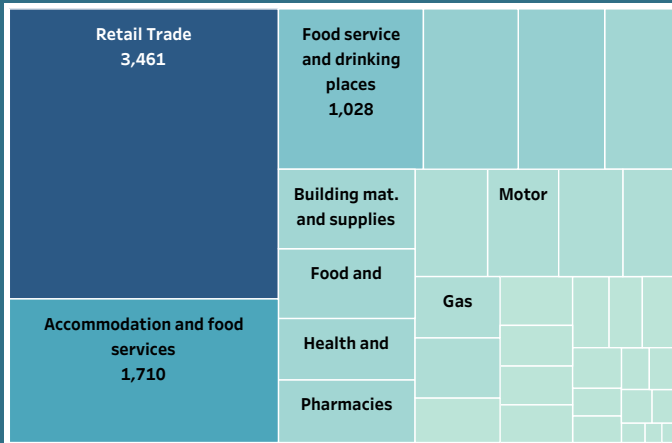 Retail Trade
3,461
Food service
and drinking
places
1,028
Building mat.
and supplies
Motor
Food and
Gas
Accommodation and food
services
1,710
Health and
Pharmacies